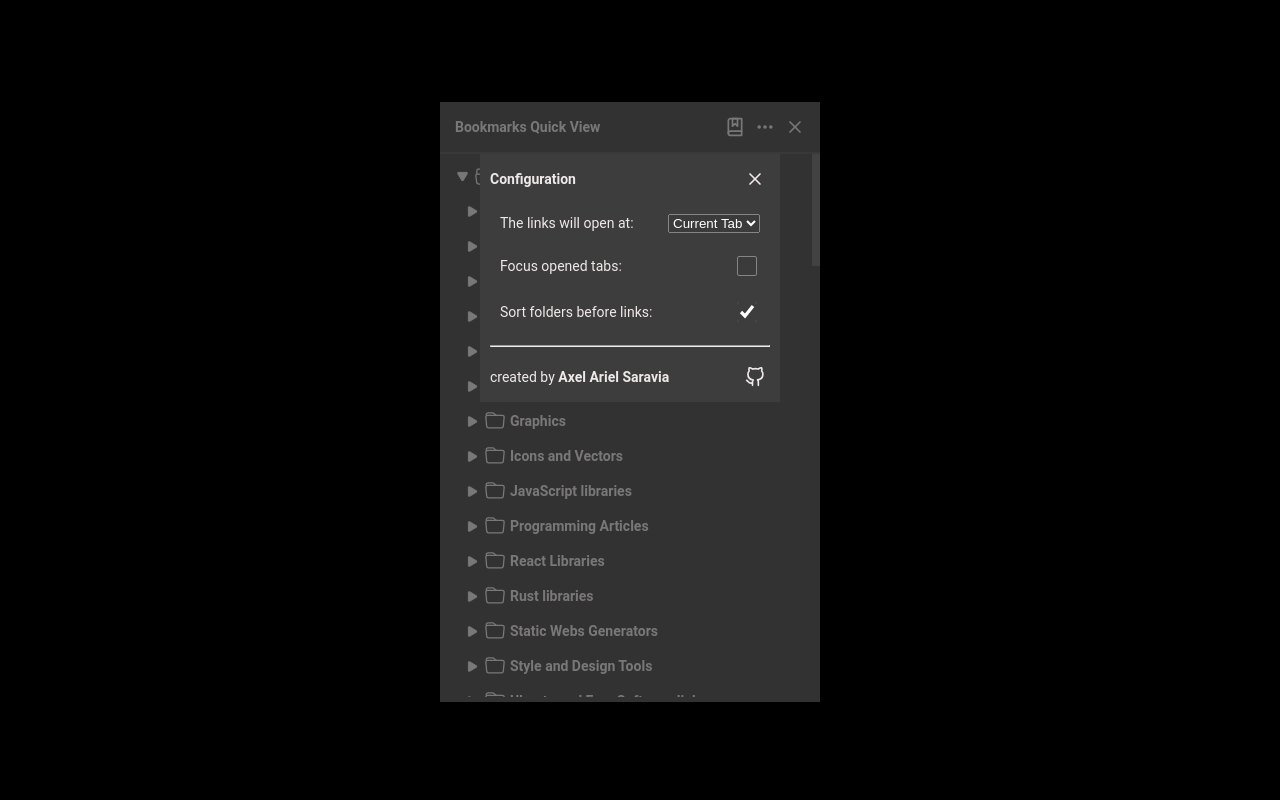 Bookmarks Quick View
Configuration
The links will open at: Current Tab
Focus opened tabs:
Sort folders before links:
created by Axel Ariel Saravia
Graphics
Icons and Vectors
JavaScript libraries
Programming Articles
React Libraries
Rust libraries
Static Webs Generators
Style and Design Tools